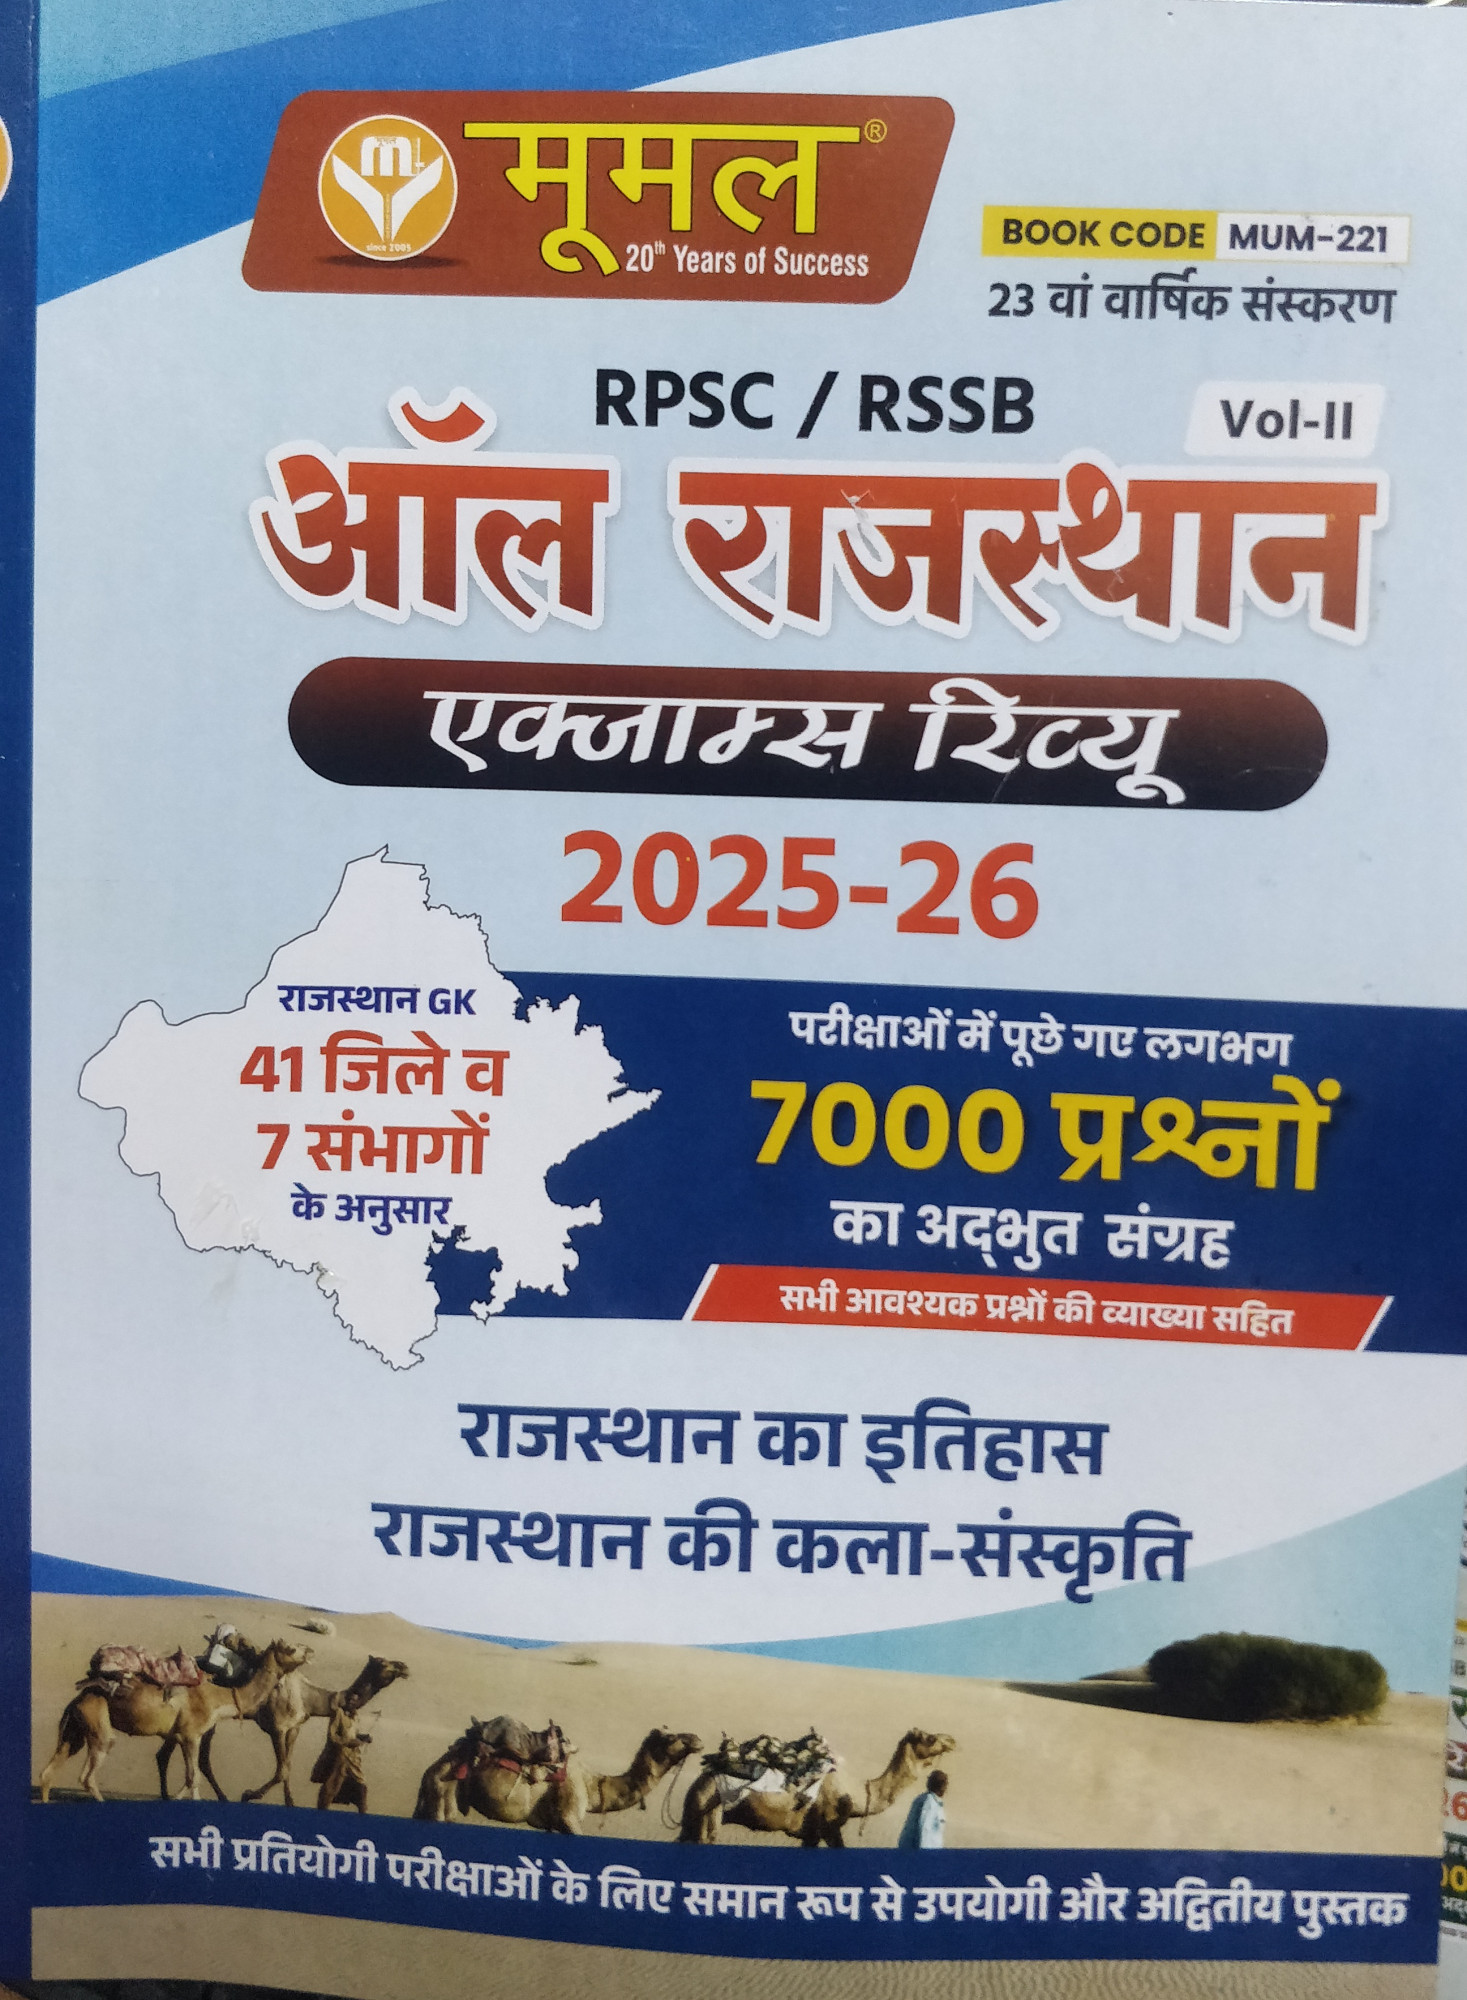 मूमल®
20th Years of Success
since 2005
BOOK CODE MUM-221
23 वां वार्षिक संस्करण
RPSC / RSSB
Vol-II
ऑल राजस्थान
एक्जाम्स रिव्यू
2025-26
राजस्थान GK
41 जिले व
7 संभागों
के अनुसार
परीक्षाओं में पूछे गए लगभग
7000 प्रश्नों
का अद्भुत संग्रह
सभी आवश्यक प्रश्नों की व्याख्या सहित
राजस्थान का इतिहास
राजस्थान की कला-संस्कृति
सभी प्रतियोगी परीक्षाओं के लिए समान रूप से उपयोगी और अद्वितीय पुस्तक